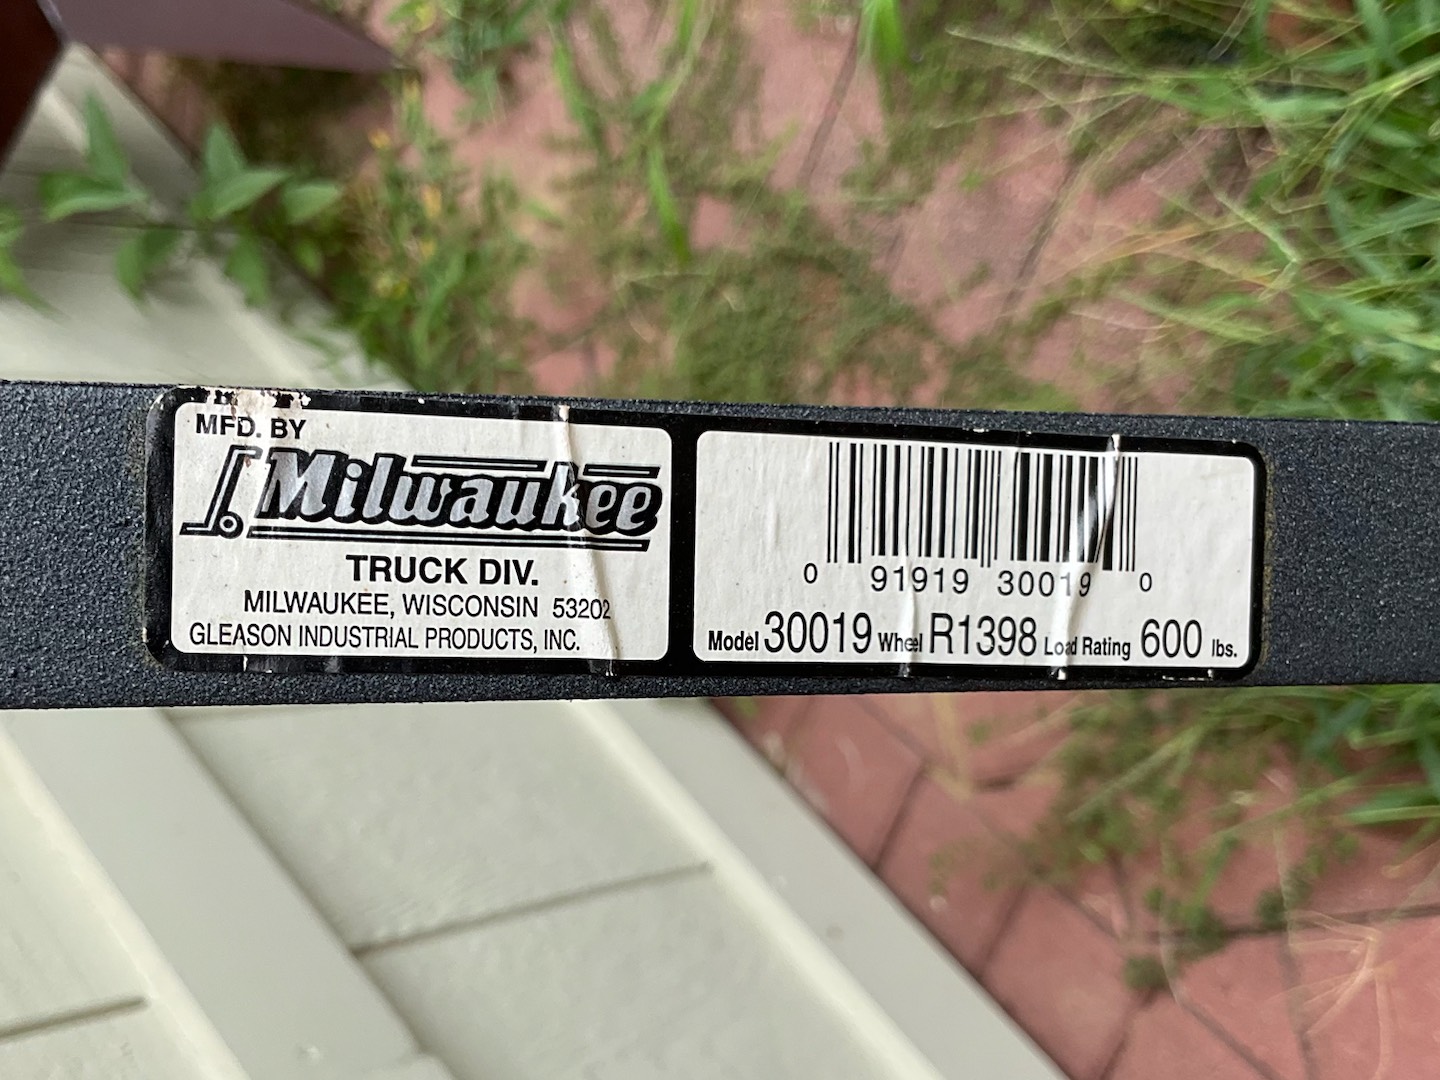 MFD. BY
Milwaukee
TRUCK DIV.
MILWAUKEE, WISCONSIN 53202
GLEASON INDUSTRIAL PRODUCTS, INC.
0 91919 30019 0
Model 30019 Wheel R1398 Load Rating 600 lbs.